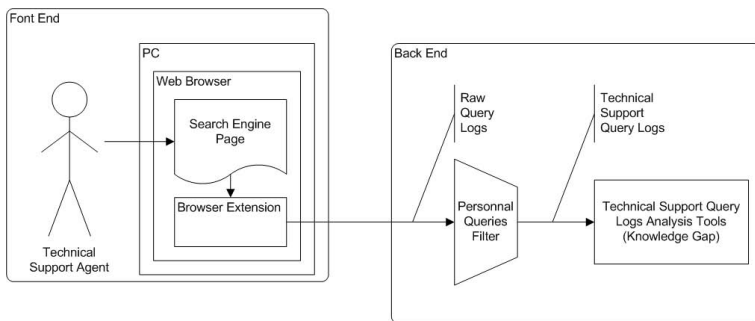 Font End
PC
Web Browser
Search Engine
Page
Browser Extension
Technical
Support Agent
Back End
Raw
Query
Logs
Technical
Support
Query Logs
Personnal
Queries
Filter
Technical Support Query
Logs Analysis Tools
(Knowledge Gap)